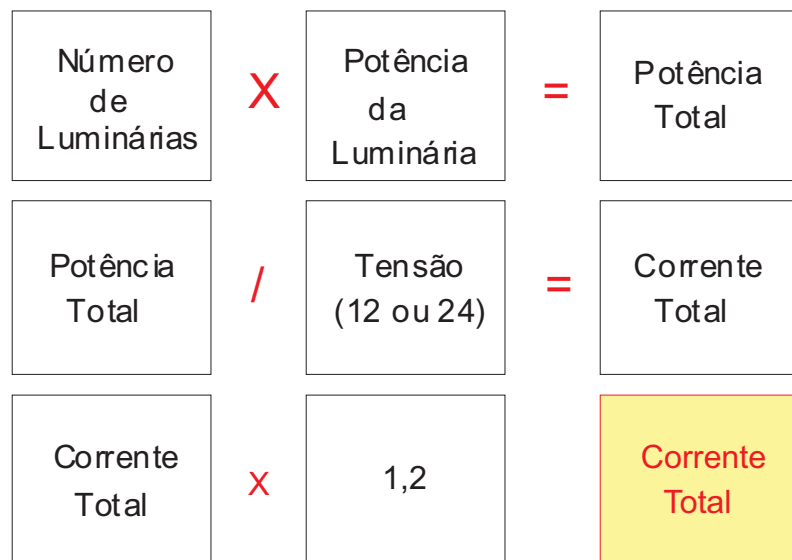 Número
de
Luminárias
X
Potência
da
Luminária
=
Potência
Total
Potência
Total
/
Tensão
(12 ou 24)
=
Corrente
Total
Corrente
Total
x
1,2
Corrente
Total